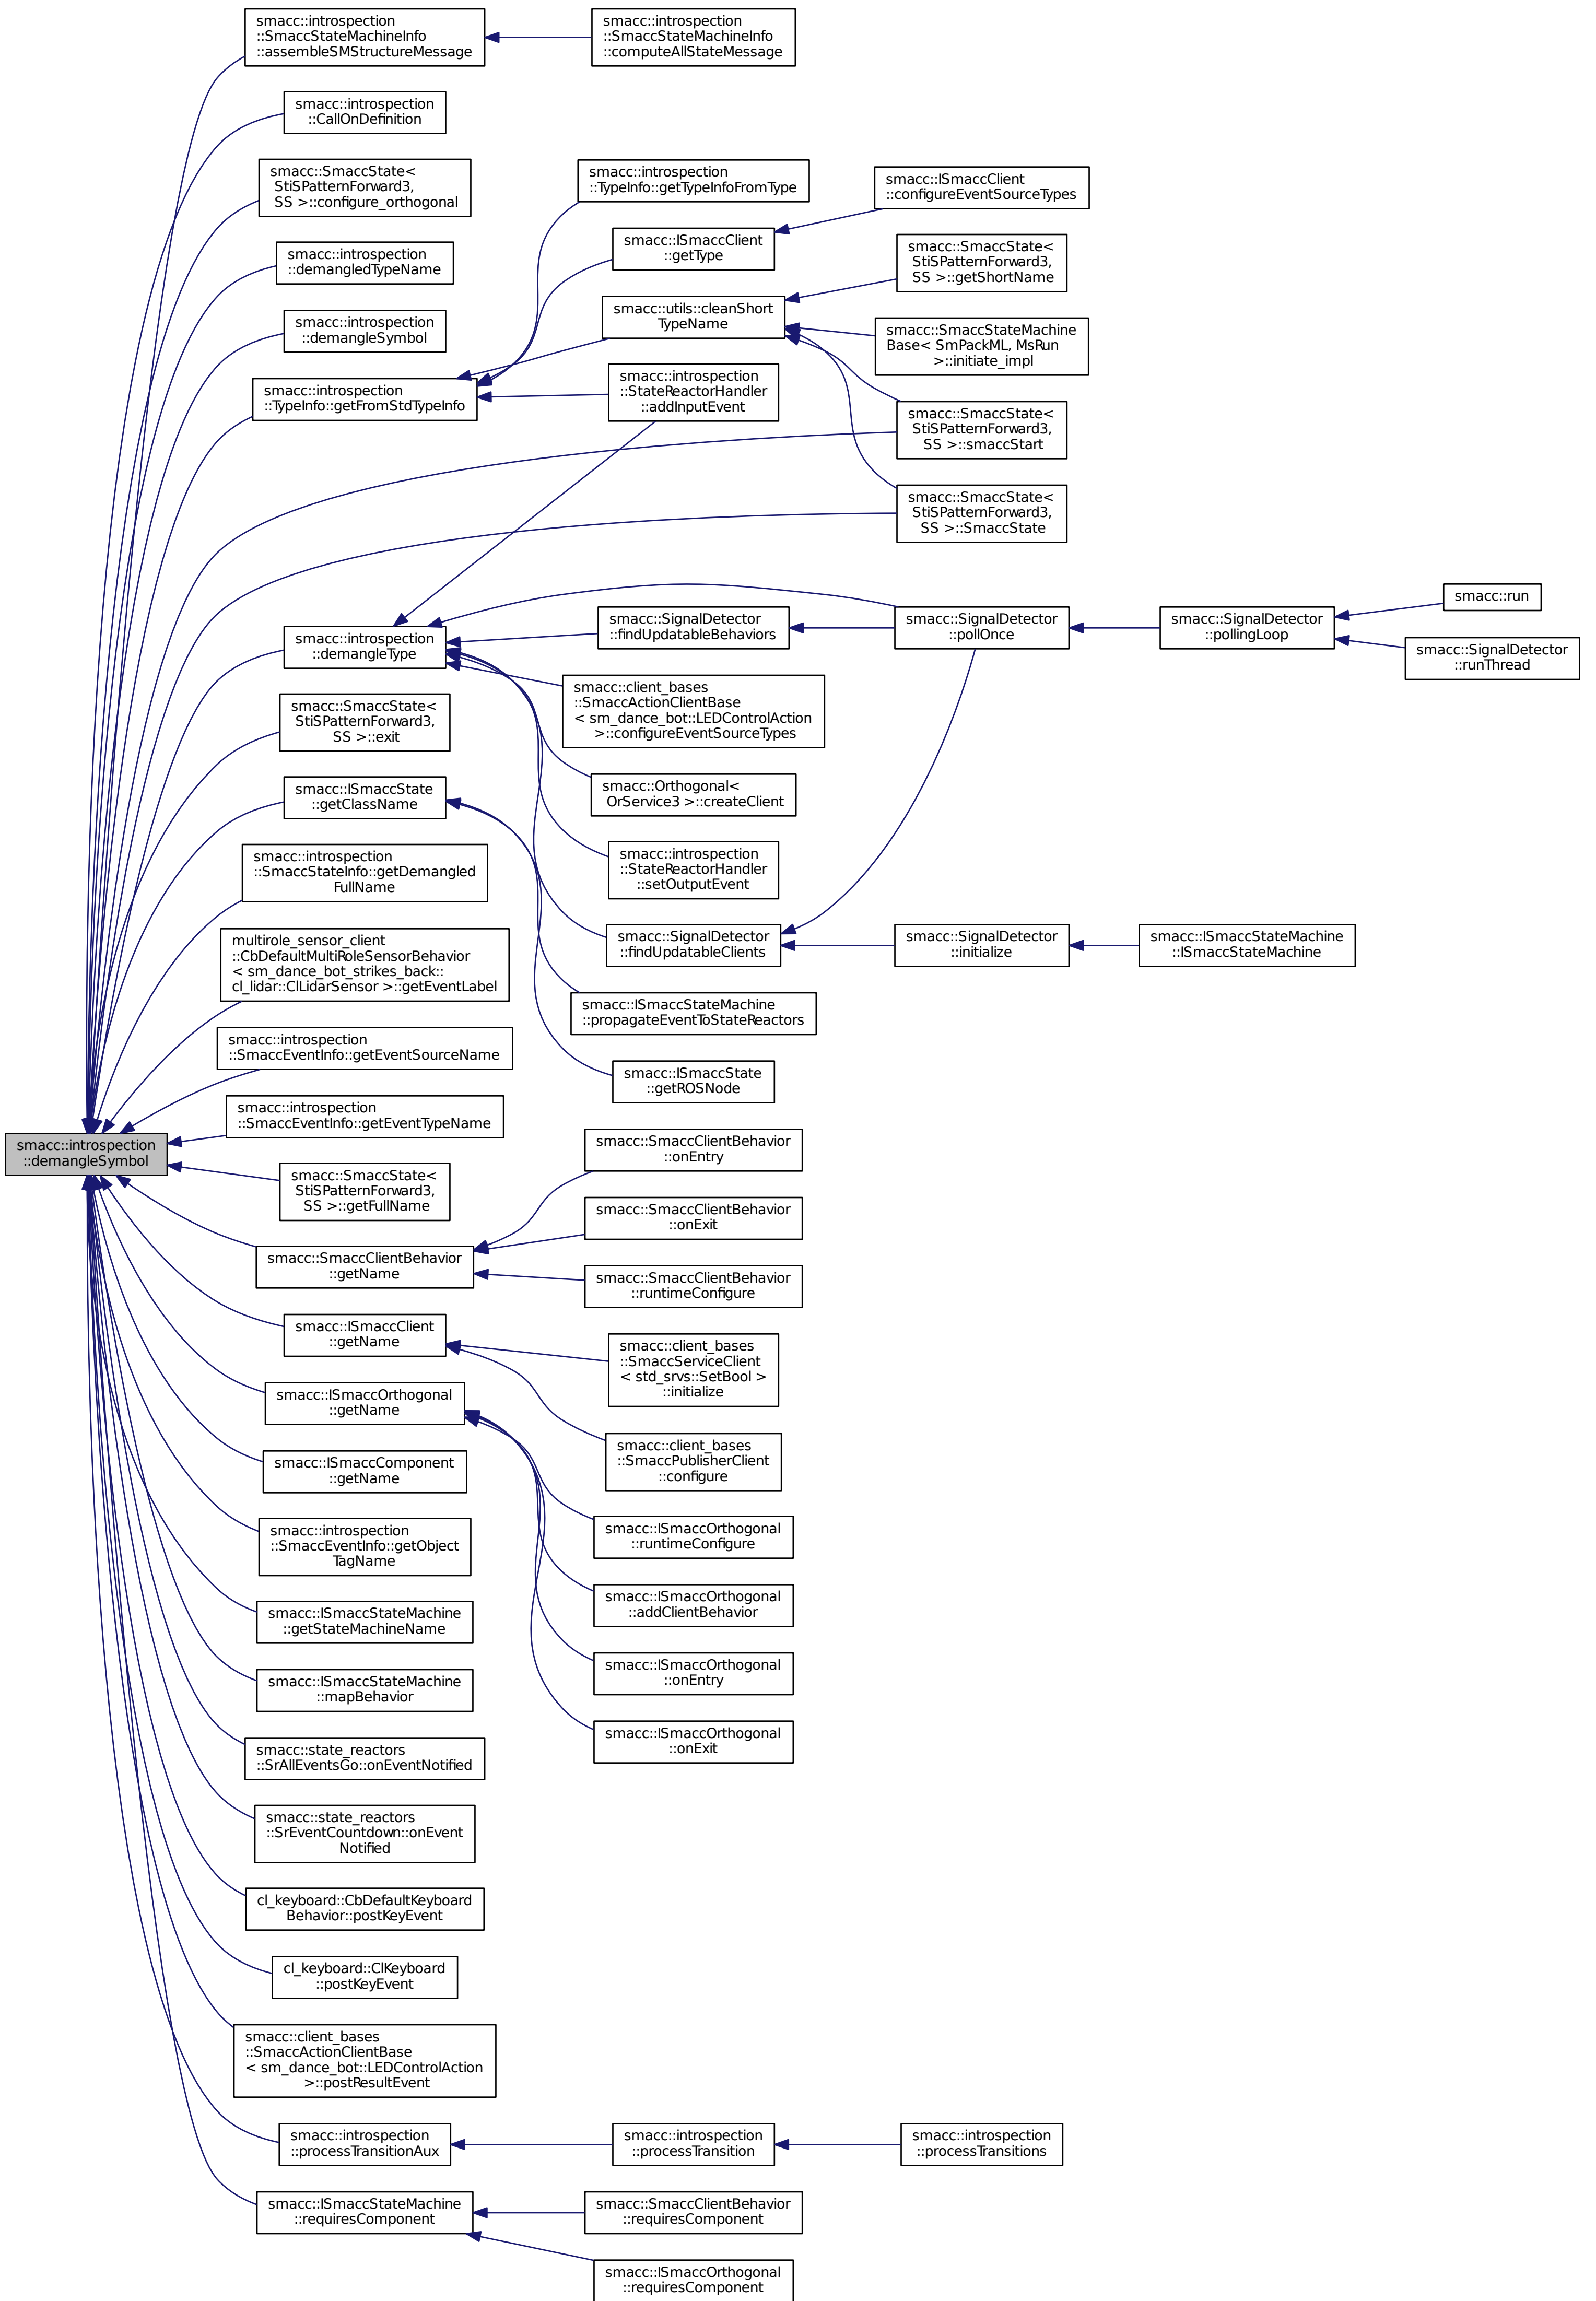 smacc::introspection
::SmaccStateMachineInfo
::assembleSMStructureMessage
smacc::introspection
::SmaccStateMachineInfo
::computeAllStateMessage
smacc::introspection
::CallOnDefinition
smacc::SmaccState<
StiSPatternForward3,
SS >::configure_orthogonal
smacc::introspection
::TypeInfo::getTypeInfoFromType
smacc::ISmaccClient
::configureEventSourceTypes
smacc::introspection
::demangledTypeName
smacc::ISmaccClient
::getType
smacc::SmaccState<
StiSPatternForward3,
SS >::getShortName
smacc::introspection
::demangleSymbol
smacc::utils::cleanShort
TypeName
smacc::SmaccStateMachine
Base< SmPackML, MsRun
>::initiate_impl
smacc::introspection
::TypeInfo::getFromStdTypeInfo
smacc::introspection
::StateReactorHandler
::addInputEvent
smacc::SmaccState<
StiSPatternForward3,
SS >::smaccStart
smacc::SmaccState<
StiSPatternForward3,
SS >::SmaccState
smacc::introspection
::demangleType
smacc::SignalDetector
::findUpdatableBehaviors
smacc::SignalDetector
::pollOnce
smacc::SignalDetector
::pollingLoop
smacc::run
smacc::SignalDetector
::runThread
smacc::client_bases
::SmaccActionClientBase
< sm_dance_bot::LEDControlAction
>::configureEventSourceTypes
smacc::SmaccState<
StiSPatternForward3,
SS >::exit
smacc::ISmaccState
::getClassName
smacc::Orthogonal<
OrService3 >::createClient
smacc::introspection
::SmaccStateInfo::getDemangled
FullName
smacc::introspection
::StateReactorHandler
::setOutputEvent
multirole_sensor_client
::CbDefaultMultiRoleSensorBehavior
< sm_dance_bot_strikes_back::
cl_lidar::ClLidarSensor >::getEventLabel
smacc::SignalDetector
::findUpdatableClients
smacc::SignalDetector
::initialize
smacc::ISmaccStateMachine
::ISmaccStateMachine
smacc::ISmaccStateMachine
::propagateEventToStateReactors
smacc::introspection
::SmaccEventInfo::getEventSourceName
smacc::ISmaccState
::getROSNode
smacc::introspection
::SmaccEventInfo::getEventTypeName
smacc::introspection
::demangleSymbol
smacc::SmaccState<
StiSPatternForward3,
SS >::getFullName
smacc::SmaccClientBehavior
::onEntry
smacc::SmaccClientBehavior
::onExit
smacc::SmaccClientBehavior
::getName
smacc::SmaccClientBehavior
::runtimeConfigure
smacc::ISmaccClient
::getName
smacc::client_bases
::SmaccServiceClient
< std_srvs::SetBool >
::initialize
smacc::ISmaccOrthogonal
::getName
smacc::client_bases
::SmaccPublisherClient
::configure
smacc::ISmaccComponent
::getName
smacc::introspection
::SmaccEventInfo::getObject
TagName
smacc::ISmaccOrthogonal
::runtimeConfigure
smacc::ISmaccOrthogonal
::addClientBehavior
smacc::ISmaccStateMachine
::getStateMachineName
smacc::ISmaccOrthogonal
::onEntry
smacc::ISmaccStateMachine
::mapBehavior
smacc::ISmaccOrthogonal
::onExit
smacc::state_reactors
::SrAllEventsGo::onEventNotified
smacc::state_reactors
::SrEventCountdown::onEvent
Notified
cl_keyboard::CbDefaultKeyboard
Behavior::postKeyEvent
cl_keyboard::ClKeyboard
::postKeyEvent
smacc::client_bases
::SmaccActionClientBase
< sm_dance_bot::LEDControlAction
>::postResultEvent
smacc::introspection
::processTransitionAux
smacc::introspection
::processTransition
smacc::introspection
::processTransitions
smacc::ISmaccStateMachine
::requiresComponent
smacc::SmaccClientBehavior
::requiresComponent
smacc::ISmaccOrthogonal
::requiresComponent